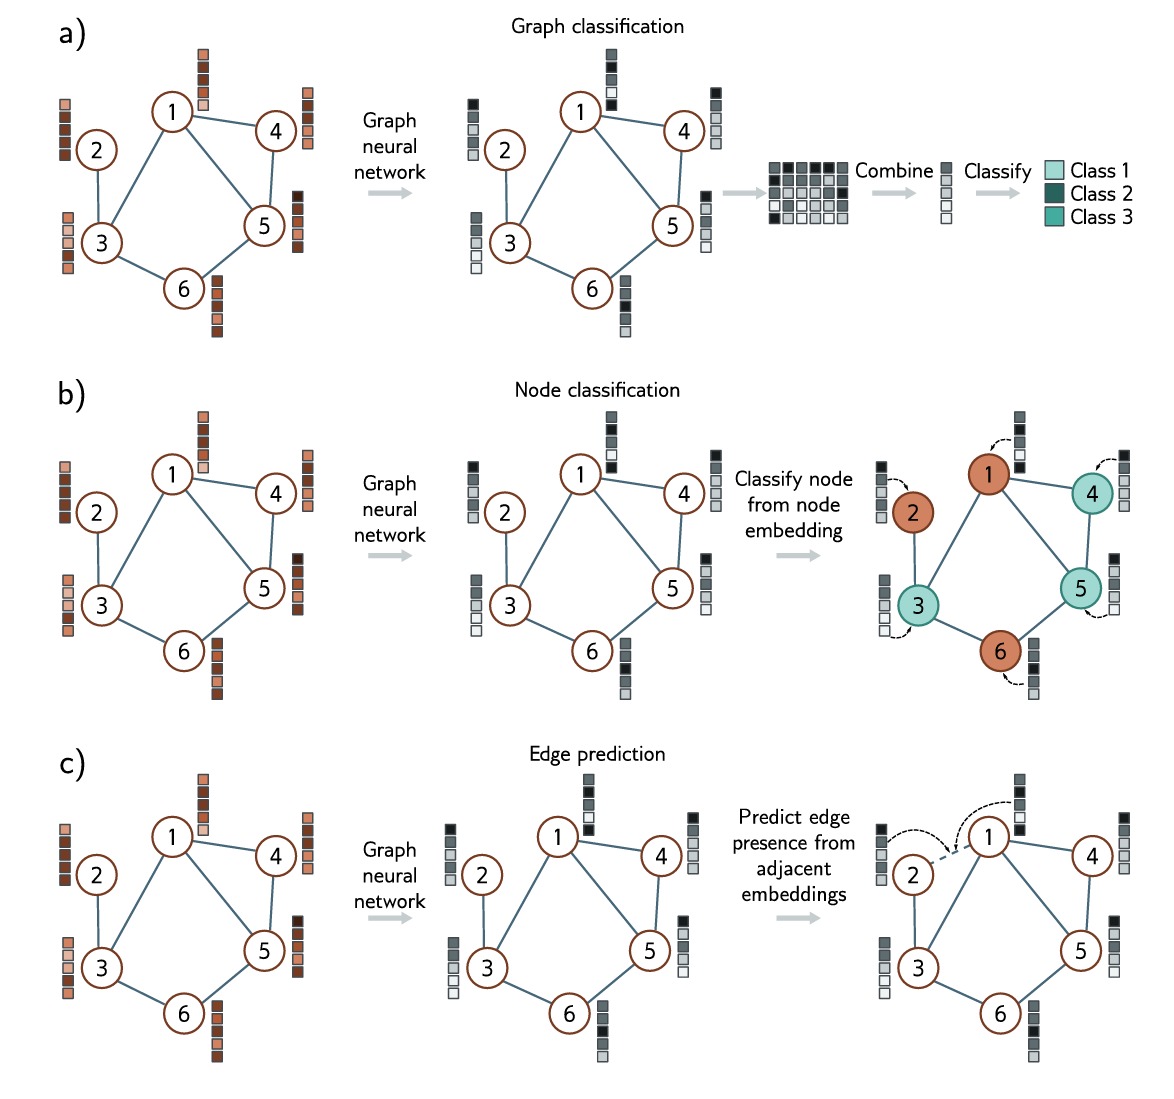 a)
Graph classification
1
2
3
4
5
6
Graph
neural
network
1
2
3
4
5
6
Combine
Classify
Class 1
Class 2
Class 3
b)
Node classification
1
2
3
4
5
6
Graph
neural
network
1
2
3
4
5
6
Classify node
from node
embedding
1
2
3
4
5
6
c)
Edge prediction
1
2
3
4
5
6
Graph
neural
network
1
2
3
4
5
6
Predict edge
presence from
adjacent
embeddings
1
2
3
4
5
6